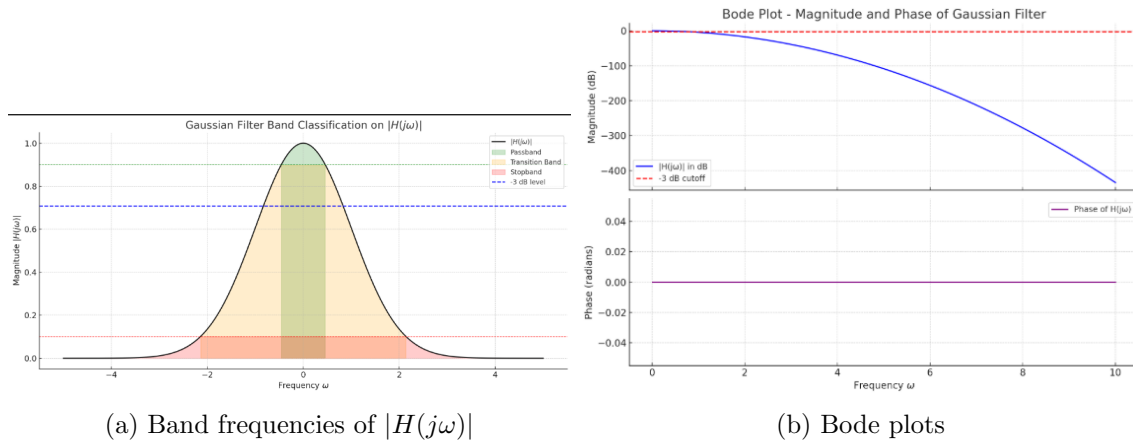 Gaussian Filter Band Classification on |H(jω)|
|H(jω)|
Passband
Transition Band
Stopband
-3 dB level
Magnitude |H(jω)|
1.0
0.8
0.6
0.4
0.2
0.0
−4 −2 0 2 4
Frequency ω
(a) Band frequencies of |H(jω)|
Bode Plot - Magnitude and Phase of Gaussian Filter
Magnitude (dB)
0
−100
−200
−300
−400
|H(jω)| in dB
-3 dB cutoff
Phase of H(jω)
Phase (radians)
0.04
0.02
0.00
−0.02
−0.04
0 2 4 6 8 10
Frequency ω
(b) Bode plots